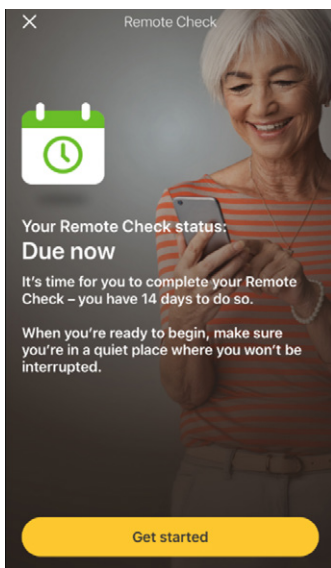 Remote Check
Your Remote Check status:
Due now
It's time for you to complete your Remote
Check – you have 14 days to do so.
When you're ready to begin, make sure
you're in a quiet place where you won't be
interrupted.
Get started